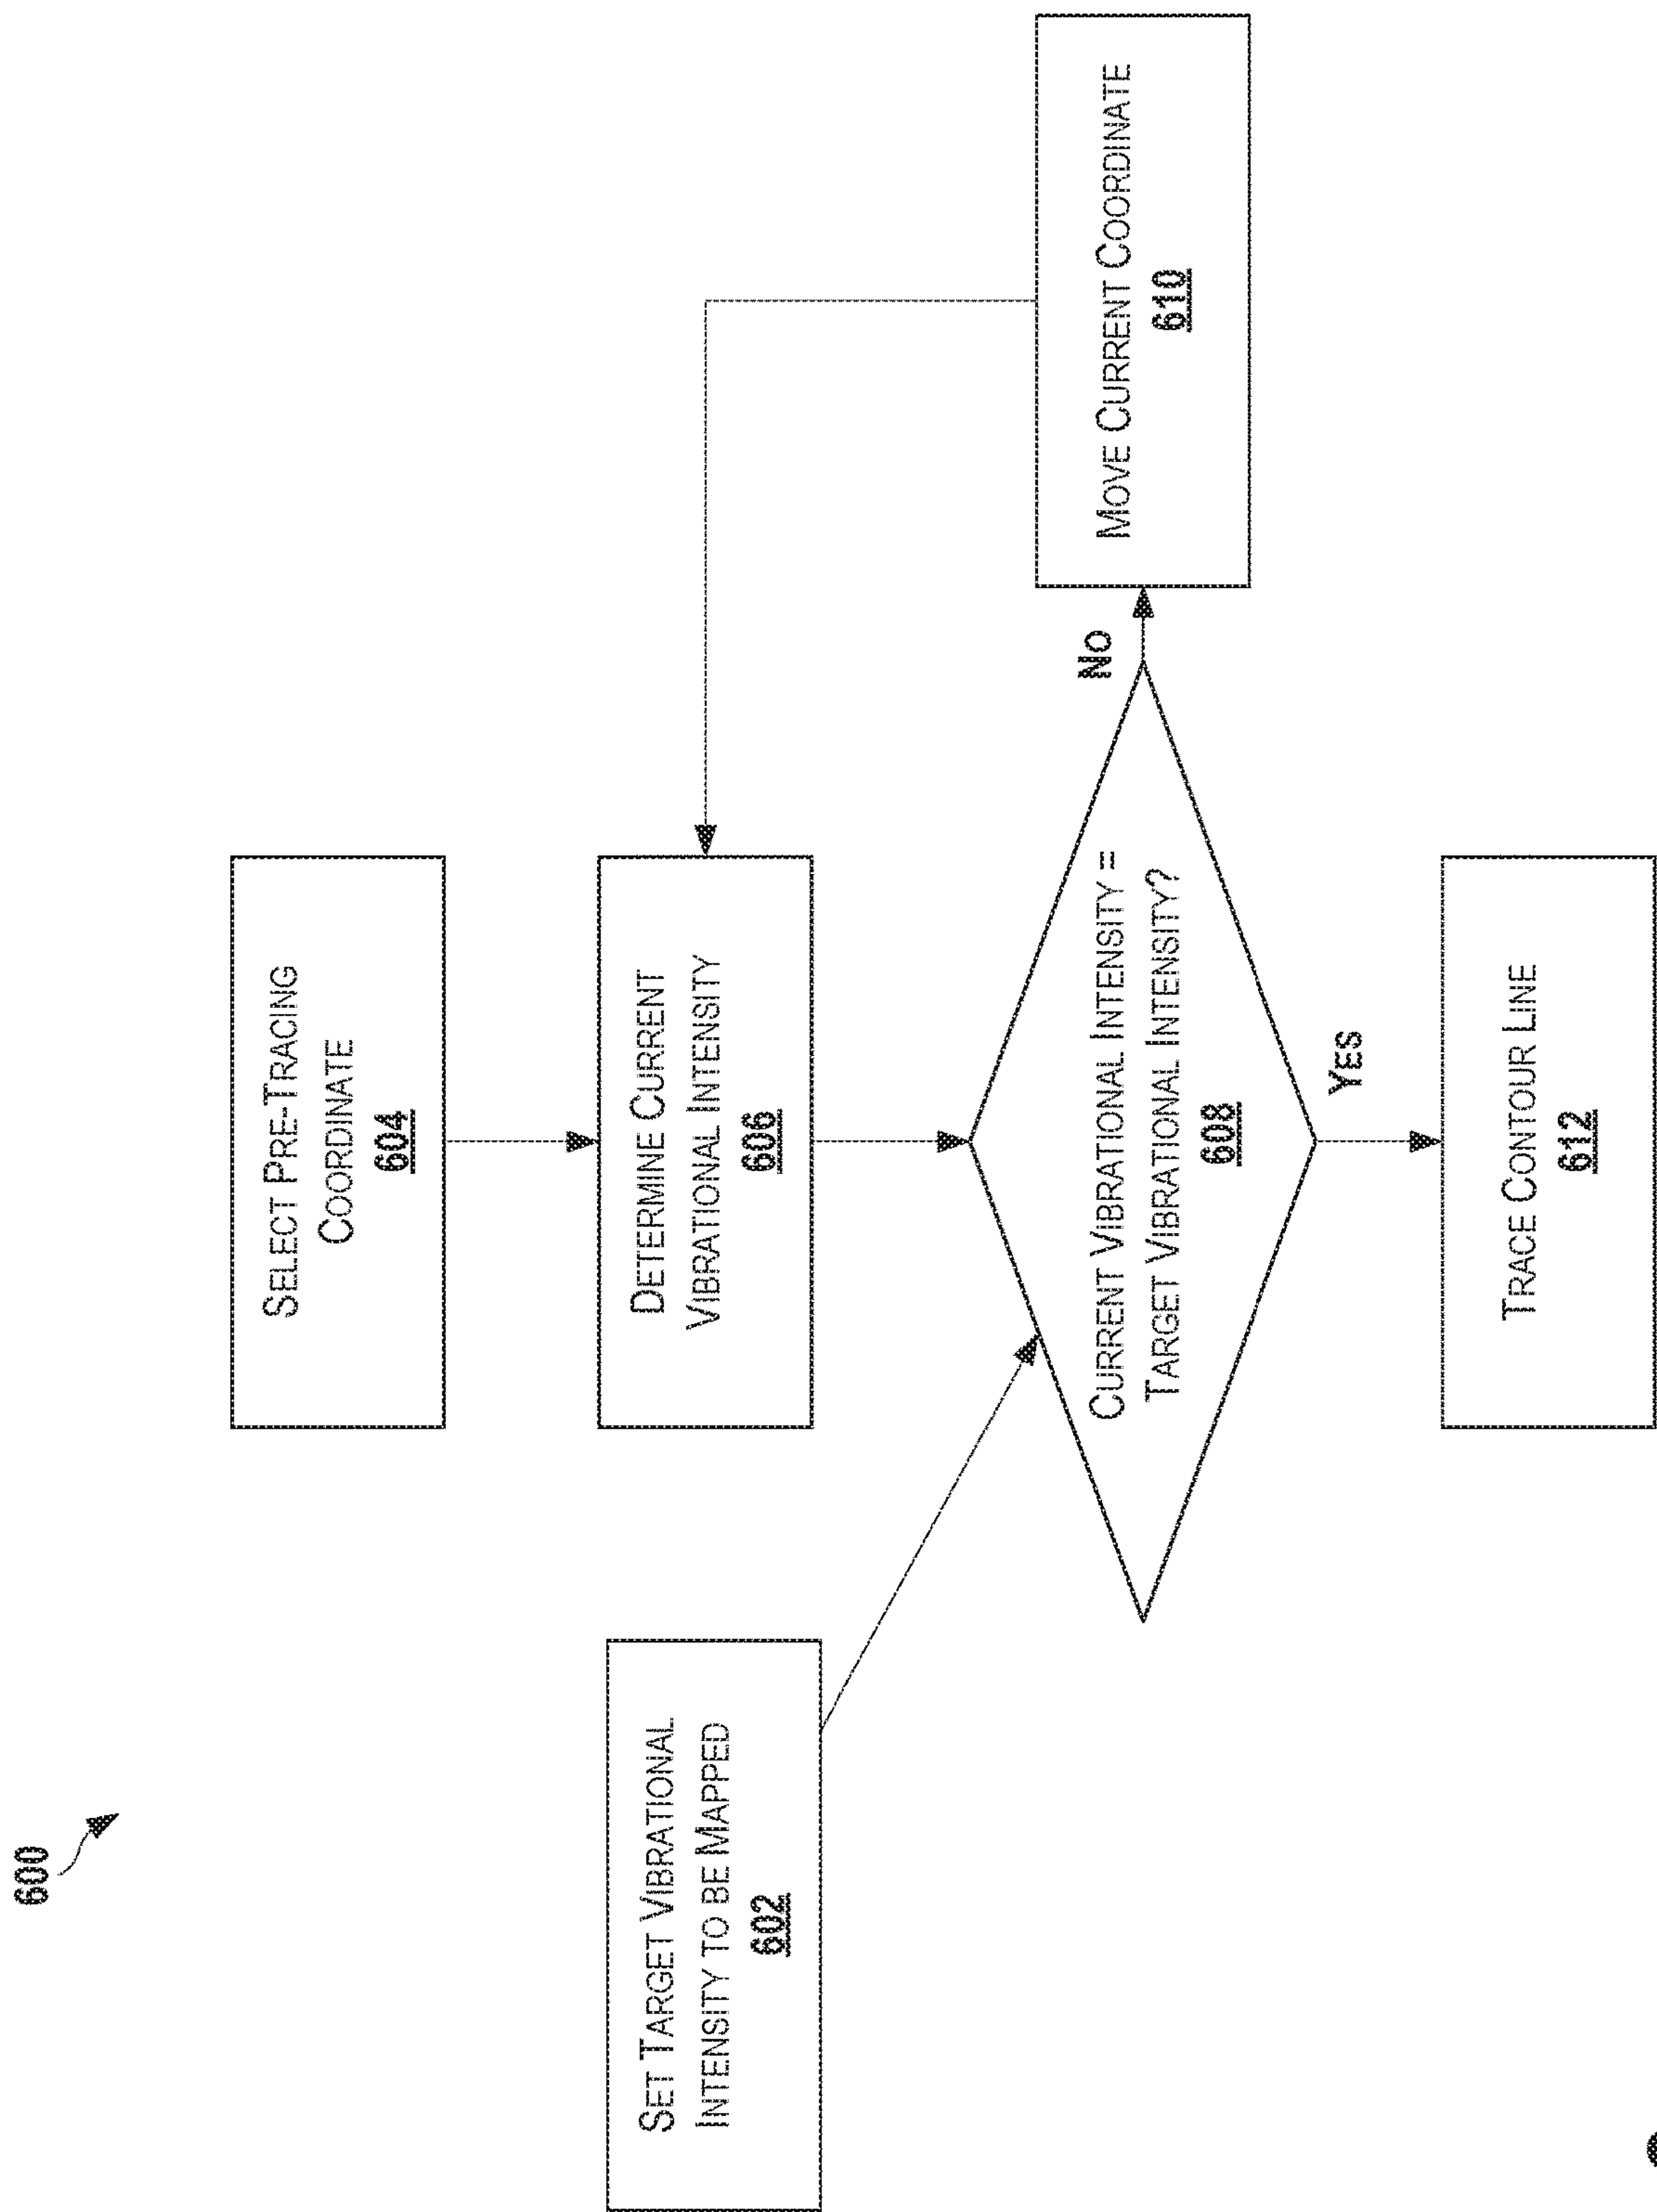 600
SELECT PRE-TRACING
COORDINATE
604
SET TARGET VIBRATIONAL
INTENSITY TO BE MAPPED
602
DETERMINE CURRENT
VIBRATIONAL INTENSITY
606
CURRENT VIBRATIONAL INTENSITY =
TARGET VIBRATIONAL INTENSITY?
608
NO
MOVE CURRENT COORDINATE
610
YES
TRACE CONTOUR LINE
612